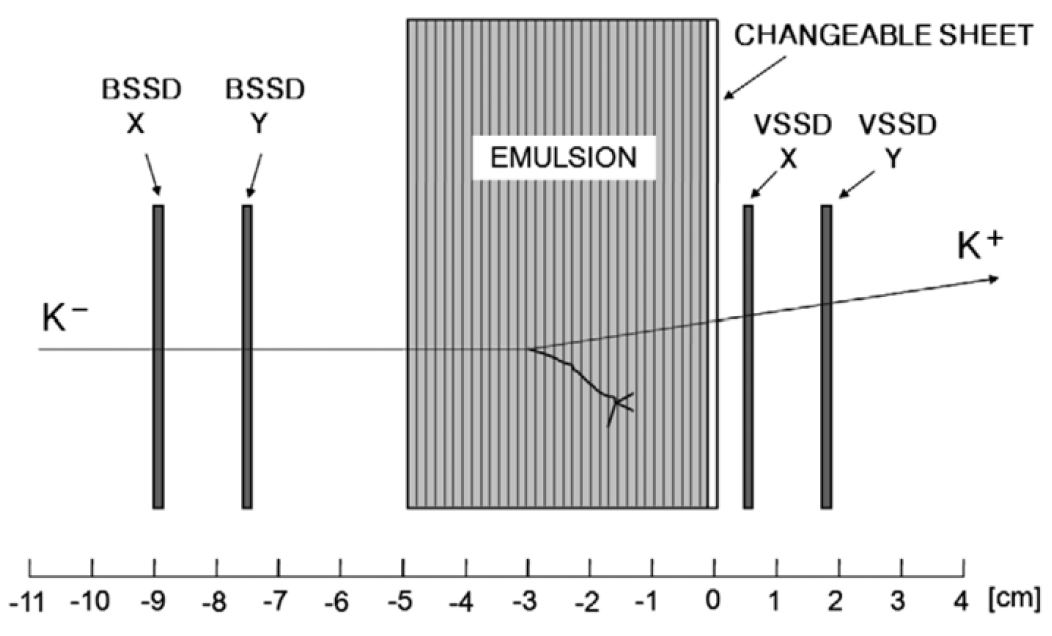 CHANGEABLE SHEET
BSSD
X
BSSD
Y
EMULSION
VSSD
X
VSSD
Y
K⁺
K⁻
-11 -10 -9 -8 -7 -6 -5 -4 -3 -2 -1 0 1 2 3 4 [cm]